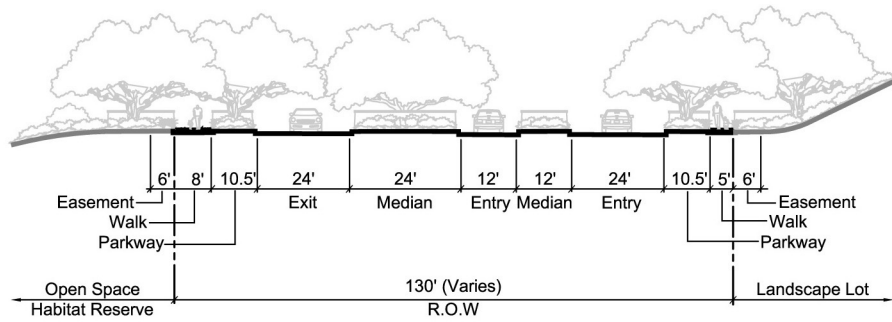 6' 8' 10.5' 24' 24' 12' 12' 24' 10.5' 5' 6'
Easement Exit Median Entry Median Entry Easement
Walk Walk
Parkway Parkway
Open Space 130' (Varies) Landscape Lot
Habitat Reserve R.O.W